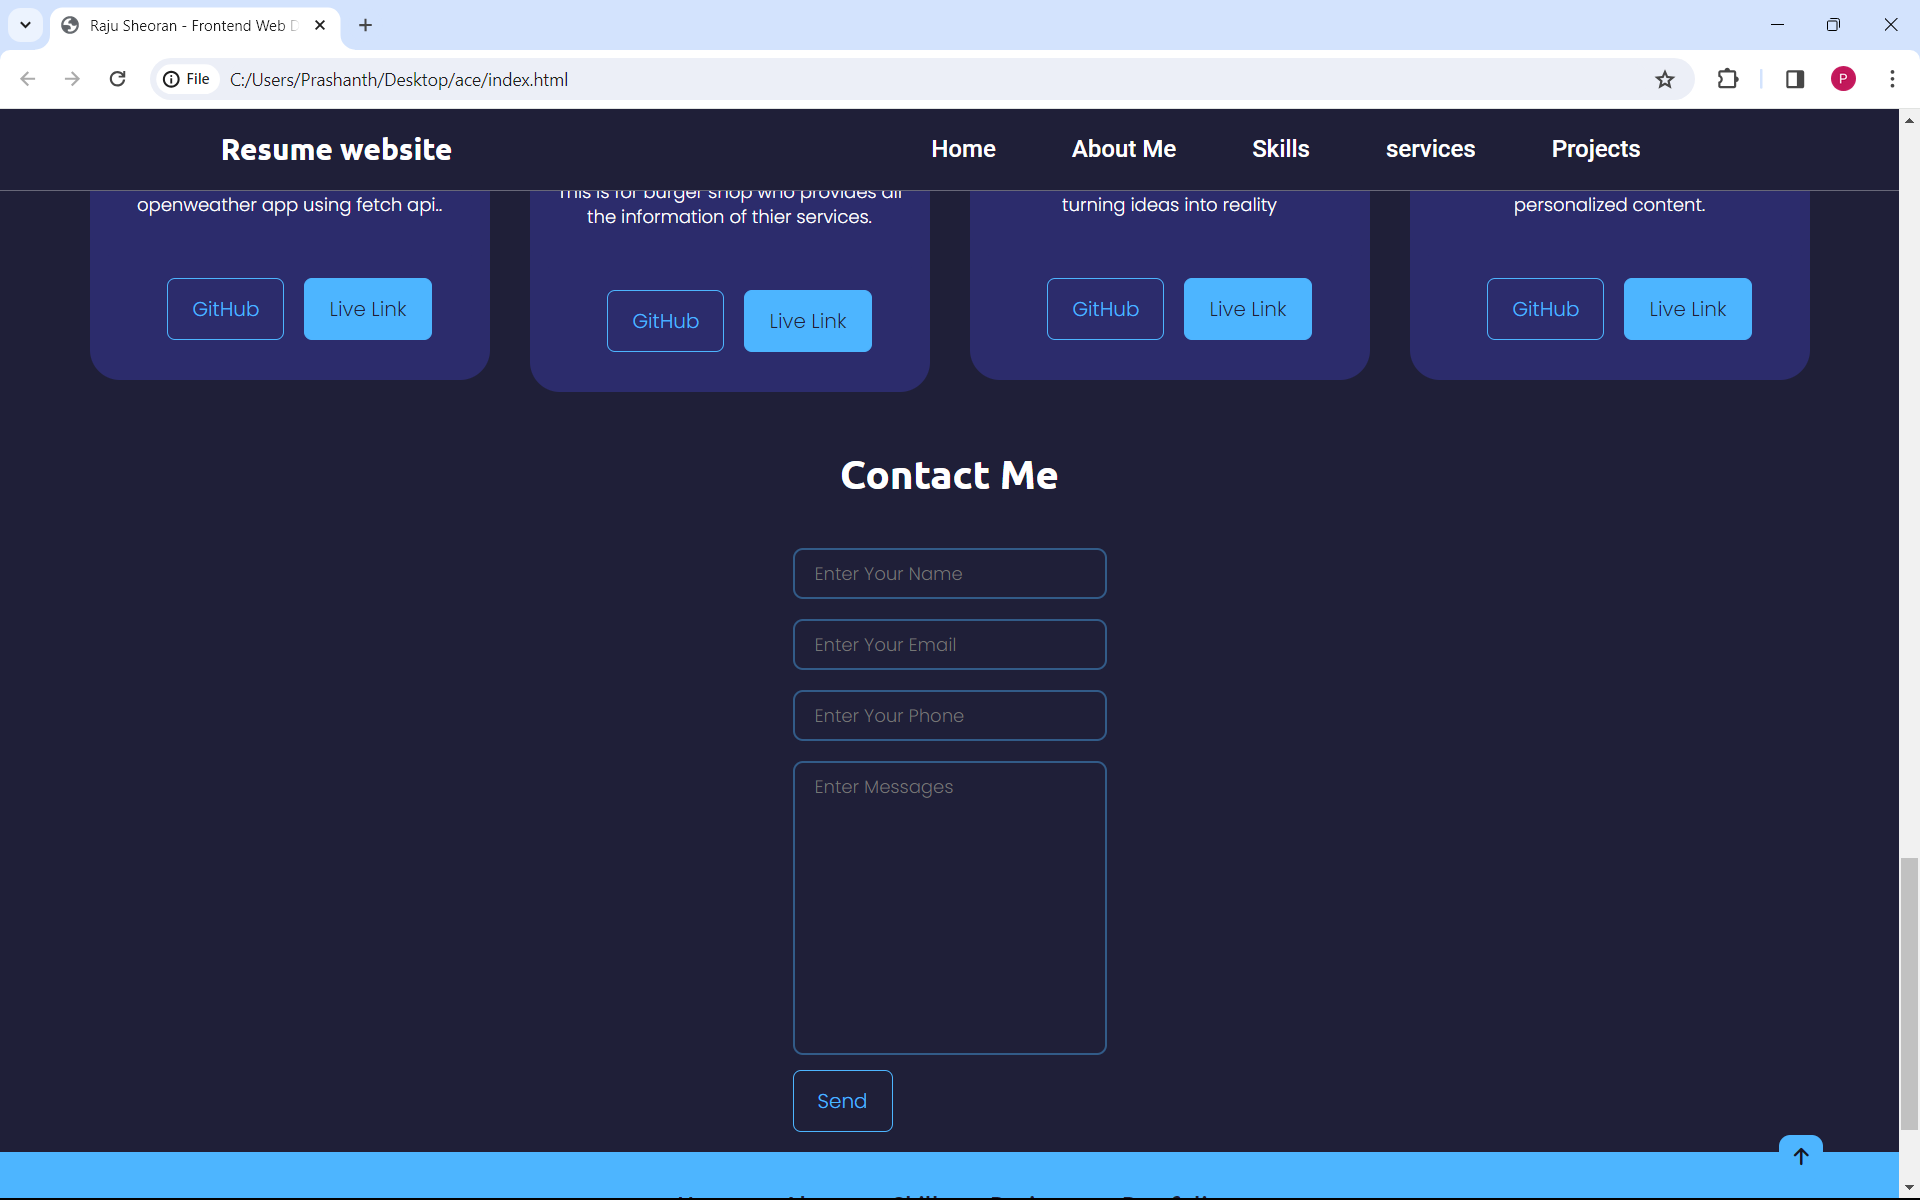 Raju Sheoran - Frontend Web D
File C:/Users/Prashanth/Desktop/ace/index.html
P
Resume website
Home About Me Skills services Projects
openweather app using fetch api..
This is for burger shop who provides all
the information of thier services.
turning ideas into reality
personalized content.
GitHub Live Link
GitHub Live Link
GitHub Live Link
GitHub Live Link
Contact Me
Enter Your Name
Enter Your Email
Enter Your Phone
Enter Messages
Send